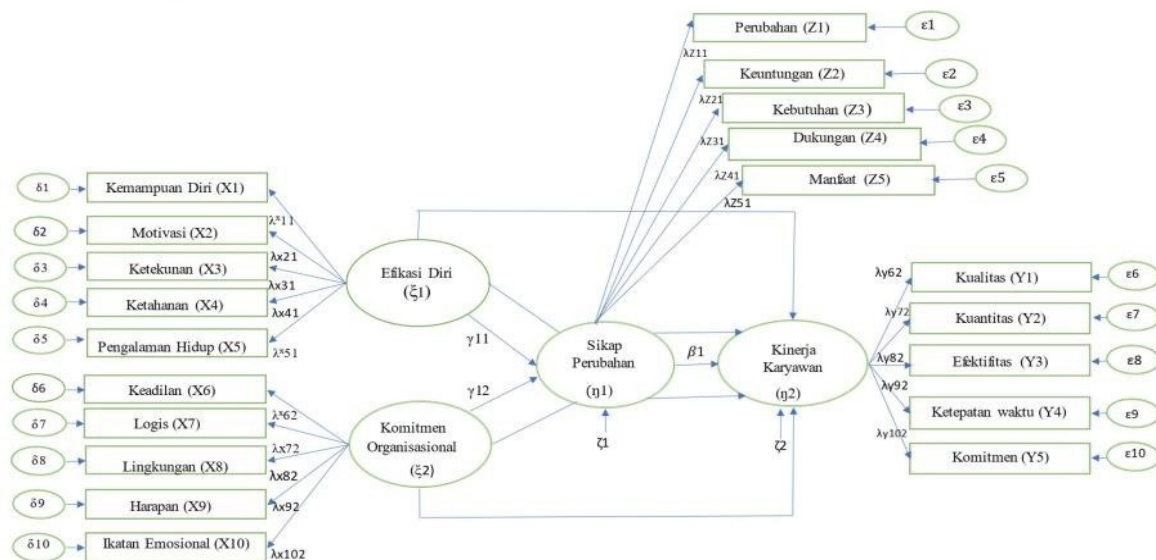 Perubahan (Z1)
ε1
λZ11
Keuntungan (Z2)
ε2
λZ21
Kebutuhan (Z3)
ε3
λZ31
Dukungan (Z4)
ε4
λZ41
Manfaat (Z5)
ε5
λZ51
δ1
Kemampuan Diri (X1)
λˣ11
δ2
Motivasi (X2)
λx21
δ3
Ketekunan (X3)
λx31
δ4
Ketahanan (X4)
λx41
δ5
Pengalaman Hidup (X5)
λˣ51
δ6
Keadilan (X6)
λˣ62
δ7
Logis (X7)
λx72
δ8
Lingkungan (X8)
λx82
δ9
Harapan (X9)
λx92
δ10
Ikatan Emosional (X10)
λx102
Efikasi Diri
(ξ1)
γ11
γ12
Komitmen
Organisasional
(ξ2)
Sikap
Perubahan
(ŋ1)
ζ1
β1
Kinerja
Karyawan
(ŋ2)
ζ2
λy62
Kualitas (Y1)
ε6
λy72
Kuantitas (Y2)
ε7
λy82
Efektifitas (Y3)
ε8
λy92
Ketepatan waktu (Y4)
ε9
λy102
Komitmen (Y5)
ε10